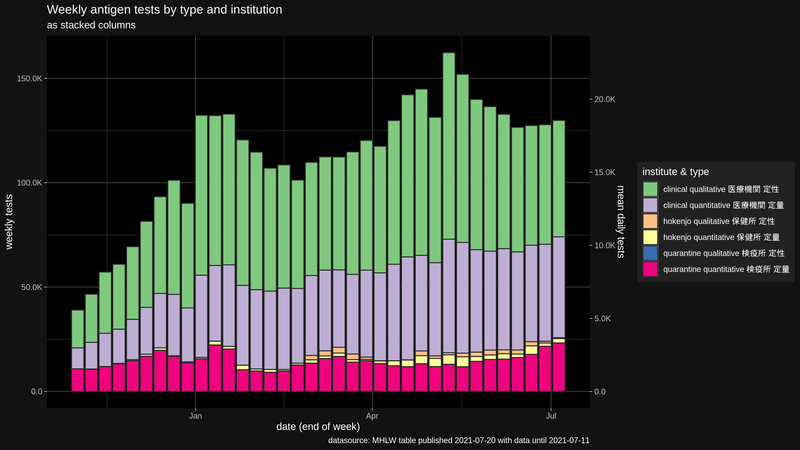 Weekly antigen tests by type and institution
as stacked columns
weekly tests
150.0K
100.0K
50.0K
0.0
20.0K
15.0K
10.0K
5.0K
0.0
mean daily tests
Jan
Apr
Jul
date (end of week)
datasource: MHLW table published 2021-07-20 with data until 2021-07-11
institute & type
clinical qualitative 医療機関 定性
clinical quantitative 医療機関 定量
hokenjo qualitative 保健所 定性
hokenjo quantitative 保健所 定量
quarantine qualitative 検疫所 定性
quarantine quantitative 検疫所 定量